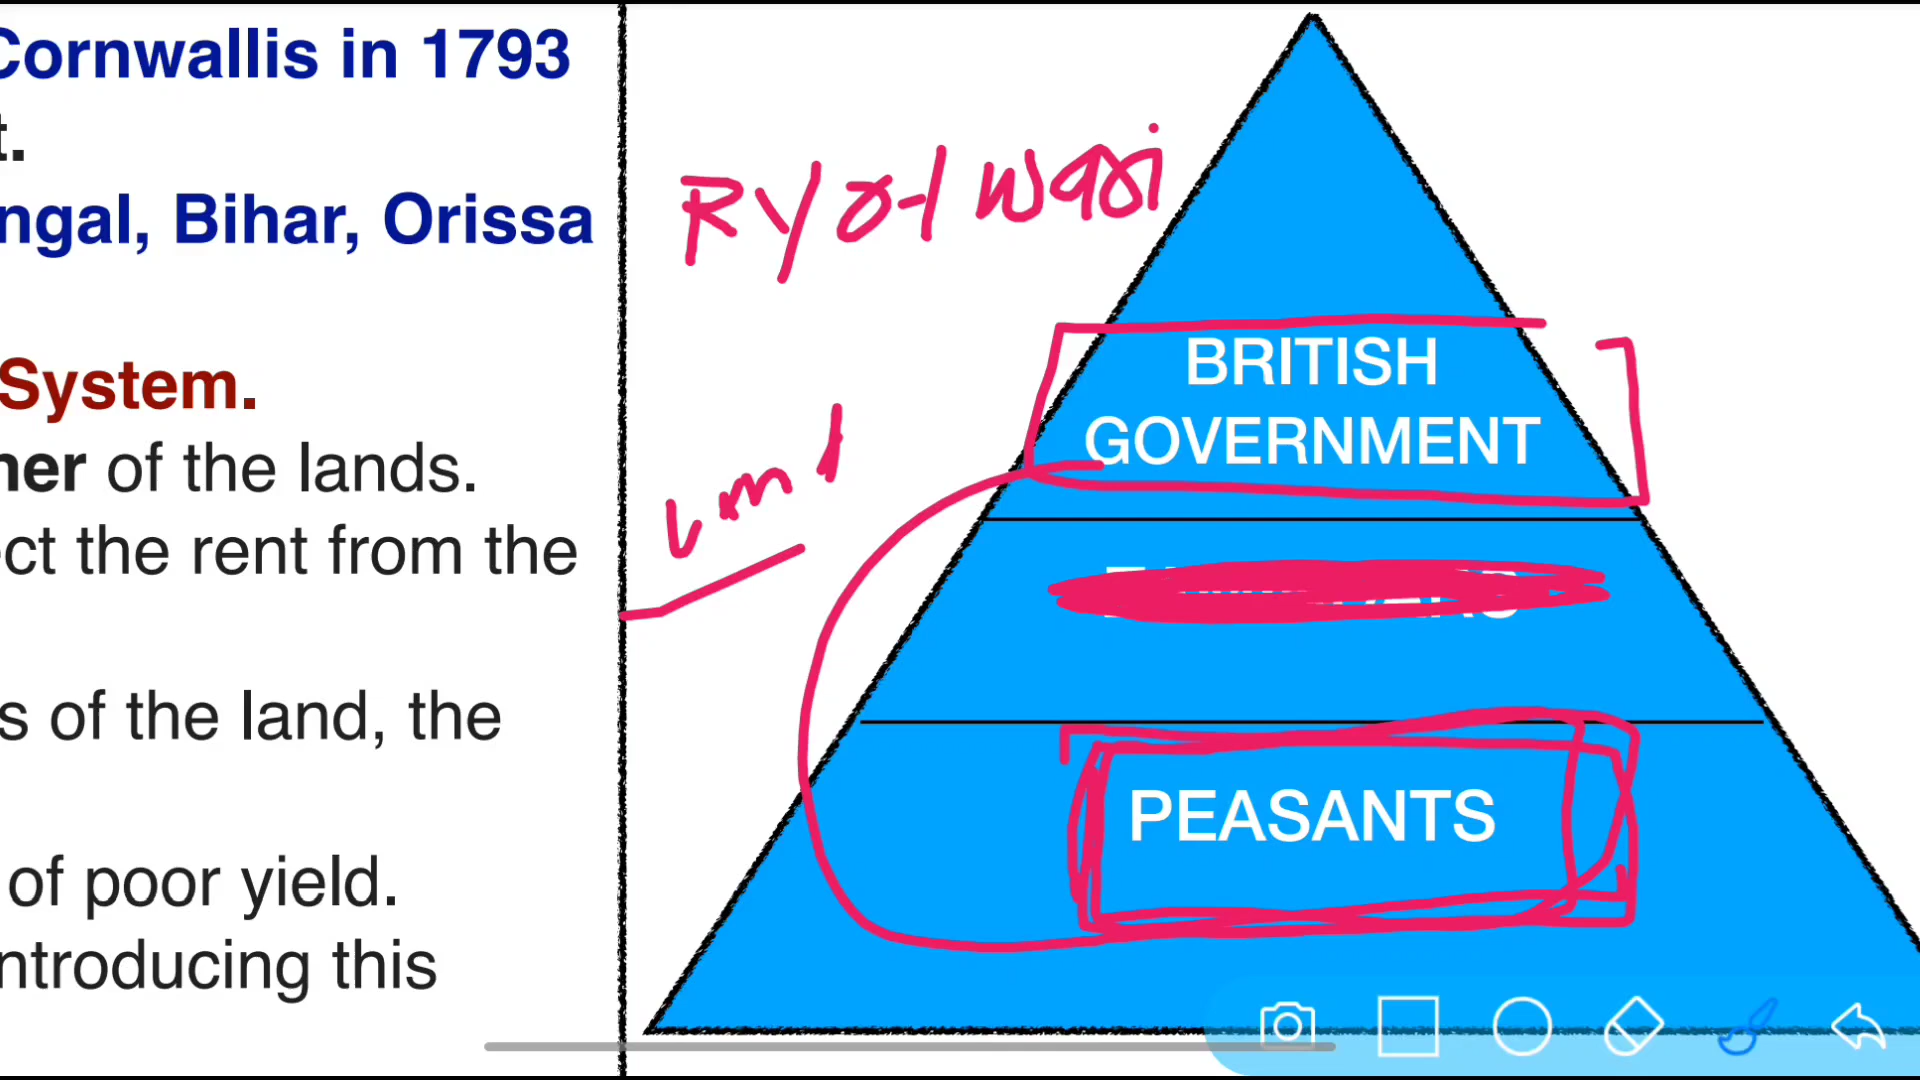 Cornwallis in 1793
t.
ngal, Bihar, Orissa
System.
ner of the lands.
ct the rent from the
s of the land, the
of poor yield.
ntroducing this
Ryotwari
BRITISH
GOVERNMENT
PEASANTS